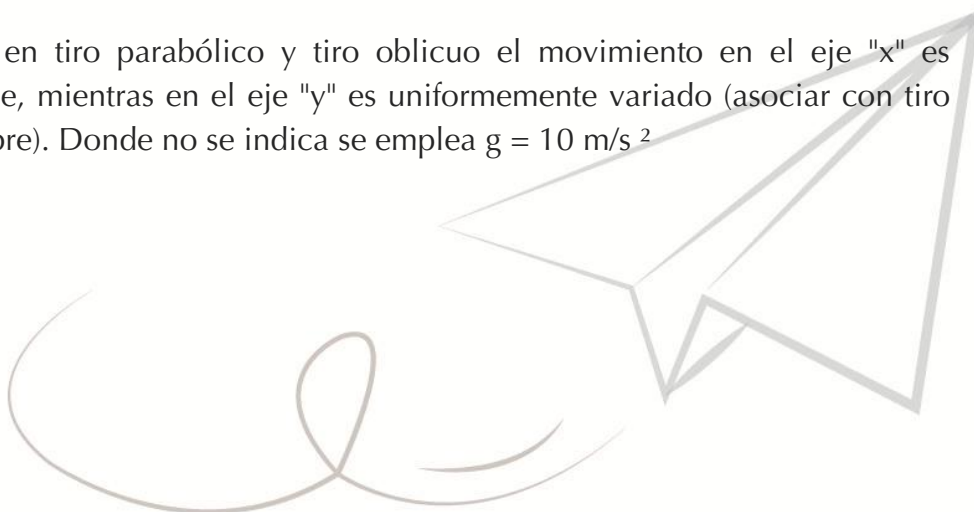 en tiro parabólico y tiro oblicuo el movimiento en el eje "x" es
e, mientras en el eje "y" es uniformemente variado (asociar con tiro
bre). Donde no se indica se emplea g = 10 m/s ²